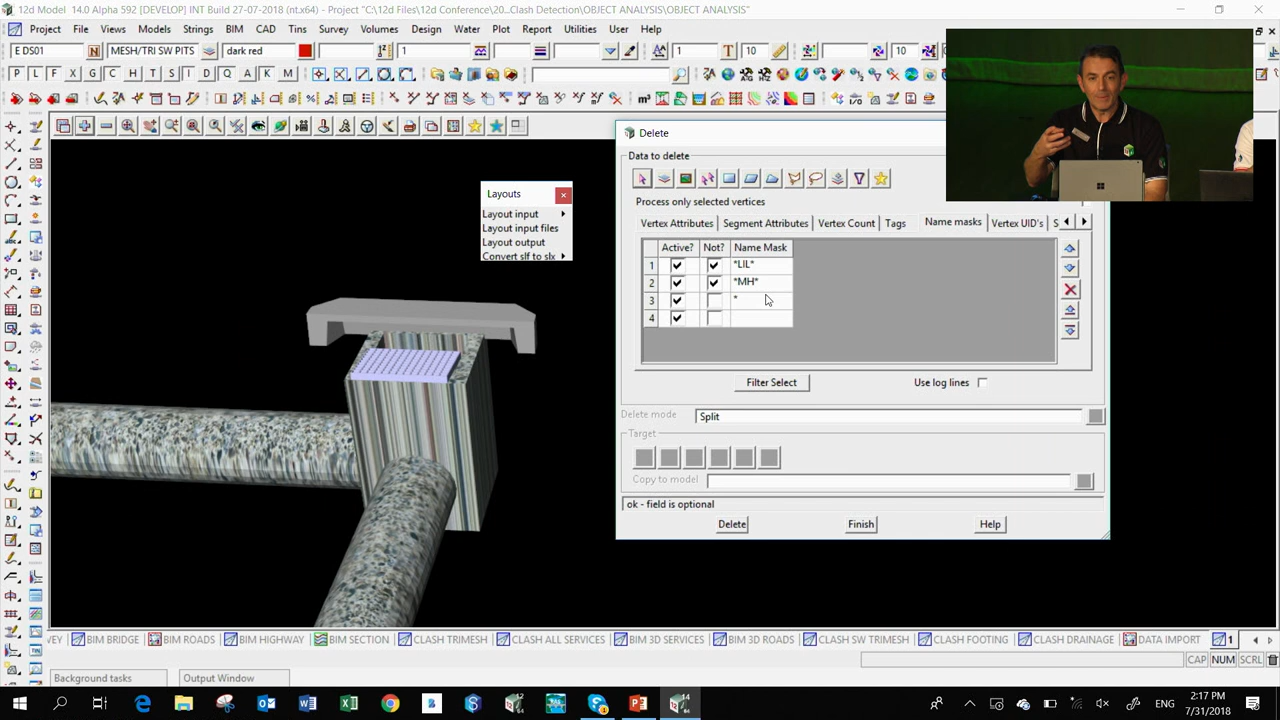 12d Model 14.0 Alpha 592 [DEVELOP] INT Build 27-07-2018 (nt.x64) - Project "C:\12d Files\12d Conference\20...Clash Detection\OBJECT ANALYSIS\OBJECT ANALYSIS"
Project File Views Models Strings BIM CAD Tins Survey Volumes Design Water Plot Report Utilities User
E DS01 N MESH/TRI SW PITS dark red 1 1 T 10 10
P L F X G C H T S I D Q A K M
Delete
Data to delete
Process only selected vertices
Vertex Attributes Segment Attributes Vertex Count Tags Name masks Vertex UID's S
Active? Not? Name Mask
1 *LIL*
2 *MH*
3 *
4
Filter Select Use log lines
Delete mode Split
Target
Copy to model
ok - field is optional
Delete Finish Help
Layouts
Layout input
Layout input files
Layout output
Convert slf to slx
VEY BIM BRIDGE BIM ROADS BIM HIGHWAY BIM SECTION CLASH TRIMESH CLASH ALL SERVICES BIM 3D SERVICES BIM 3D ROADS CLASH SW TRIMESH CLASH FOOTING CLASH DRAINAGE DATA IMPORT 1
CAP NUM SCRL
Background tasks Output Window
ENG 2:17 PM
7/31/2018